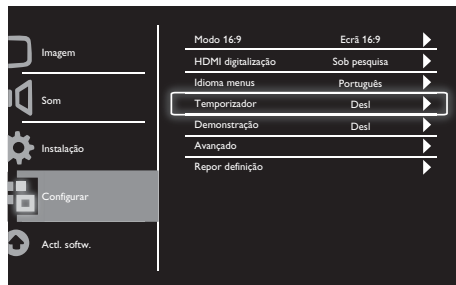 Imagem
Som
Instalação
Configurar
Actl. softw.
Modo 16:9 Ecrã 16:9
HDMI digitalização Sob pesquisa
Idioma menus Português
Temporizador Desl
Demonstração Desl
Avançado
Repor definição